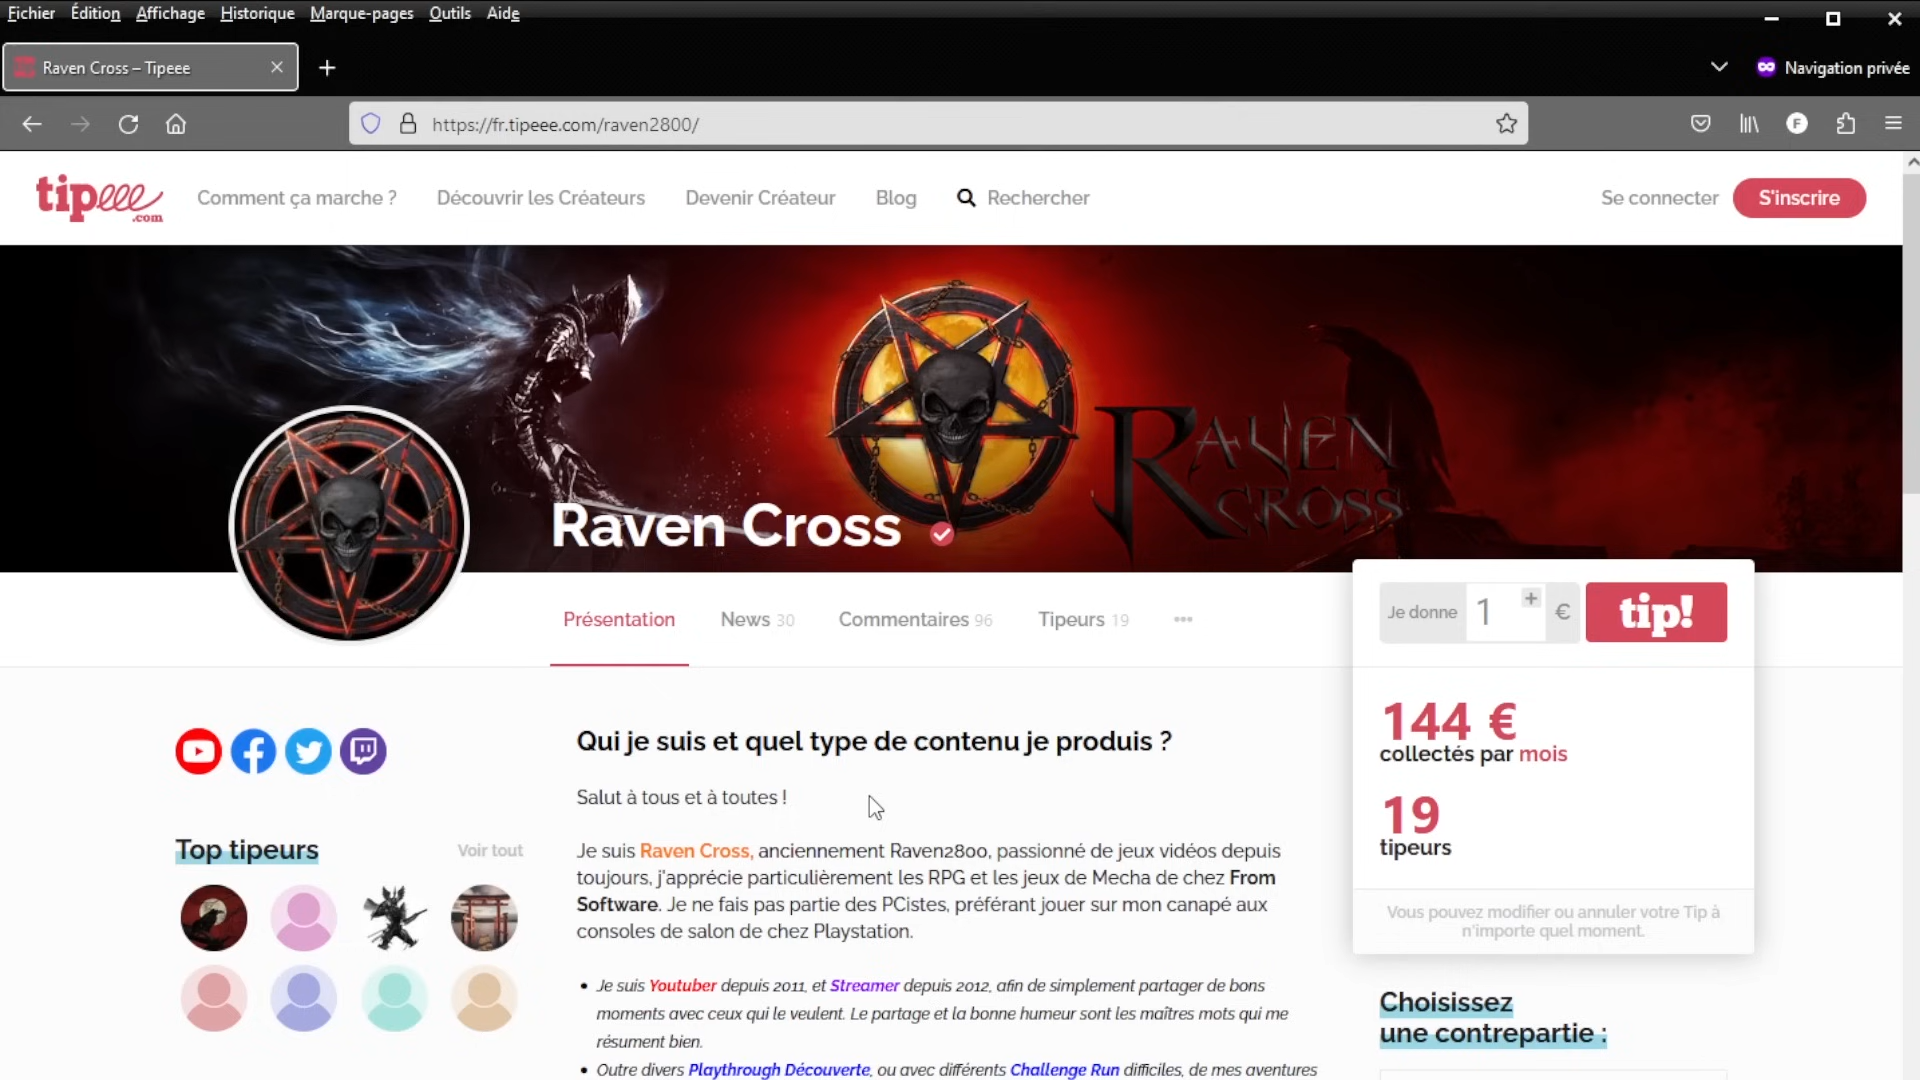 Fichier Édition Affichage Historique Marque-pages Outils Aide
Raven Cross – Tipeee
Navigation privée
https://fr.tipeee.com/raven2800/
tipeee.com
Comment ça marche ?
Découvrir les Créateurs
Devenir Créateur
Blog
Rechercher
Se connecter
S'inscrire
RAVEN
CROSS
Raven Cross
Présentation
News 30
Commentaires 96
Tipeurs 19
Je donne 1 €
tip!
144 €
collectés par mois
19
tipeurs
Vous pouvez modifier ou annuler votre Tip à
n'importe quel moment.
Choisissez
une contrepartie :
Top tipeurs
Voir tout
Qui je suis et quel type de contenu je produis ?
Salut à tous et à toutes !
Je suis Raven Cross, anciennement Raven2800, passionné de jeux vidéos depuis
toujours, j'apprécie particulièrement les RPG et les jeux de Mecha de chez From
Software. Je ne fais pas partie des PCistes, préférant jouer sur mon canapé aux
consoles de salon de chez Playstation.
• Je suis Youtuber depuis 2011, et Streamer depuis 2012, afin de simplement partager de bons
moments avec ceux qui le veulent. Le partage et la bonne humeur sont les maîtres mots qui me
résument bien.
• Outre divers Playthrough Découverte, ou avec différents Challenge Run difficiles, de mes aventures